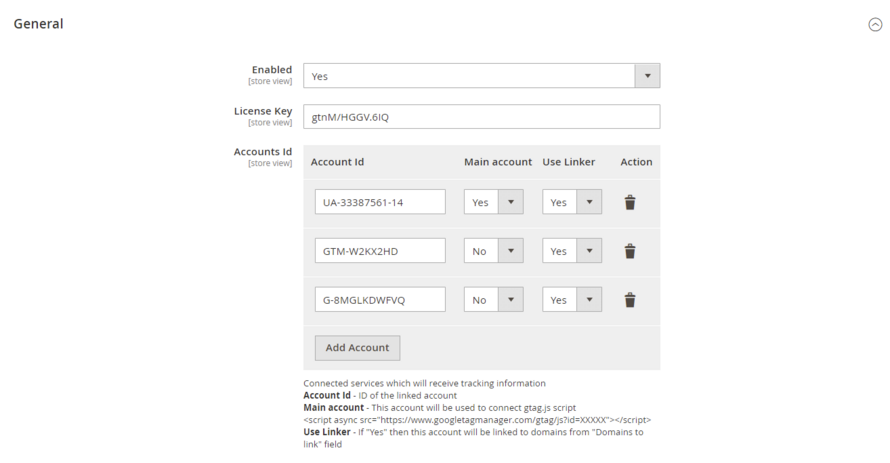 General
Enabled
[store view]
Yes
License Key
[store view]
gtnM/HGGV.6IQ
Accounts Id
[store view]
Account Id Main account Use Linker Action
UA-33387561-14 Yes Yes
GTM-W2KX2HD No Yes
G-8MGLKDWFVQ No Yes
Add Account
Connected services which will receive tracking information
Account Id - ID of the linked account
Main account - This account will be used to connect gtag.js script
<script async src="https://www.googletagmanager.com/gtag/js?id=XXXXX"></script>
Use Linker - If "Yes" then this account will be linked to domains from "Domains to
link" field